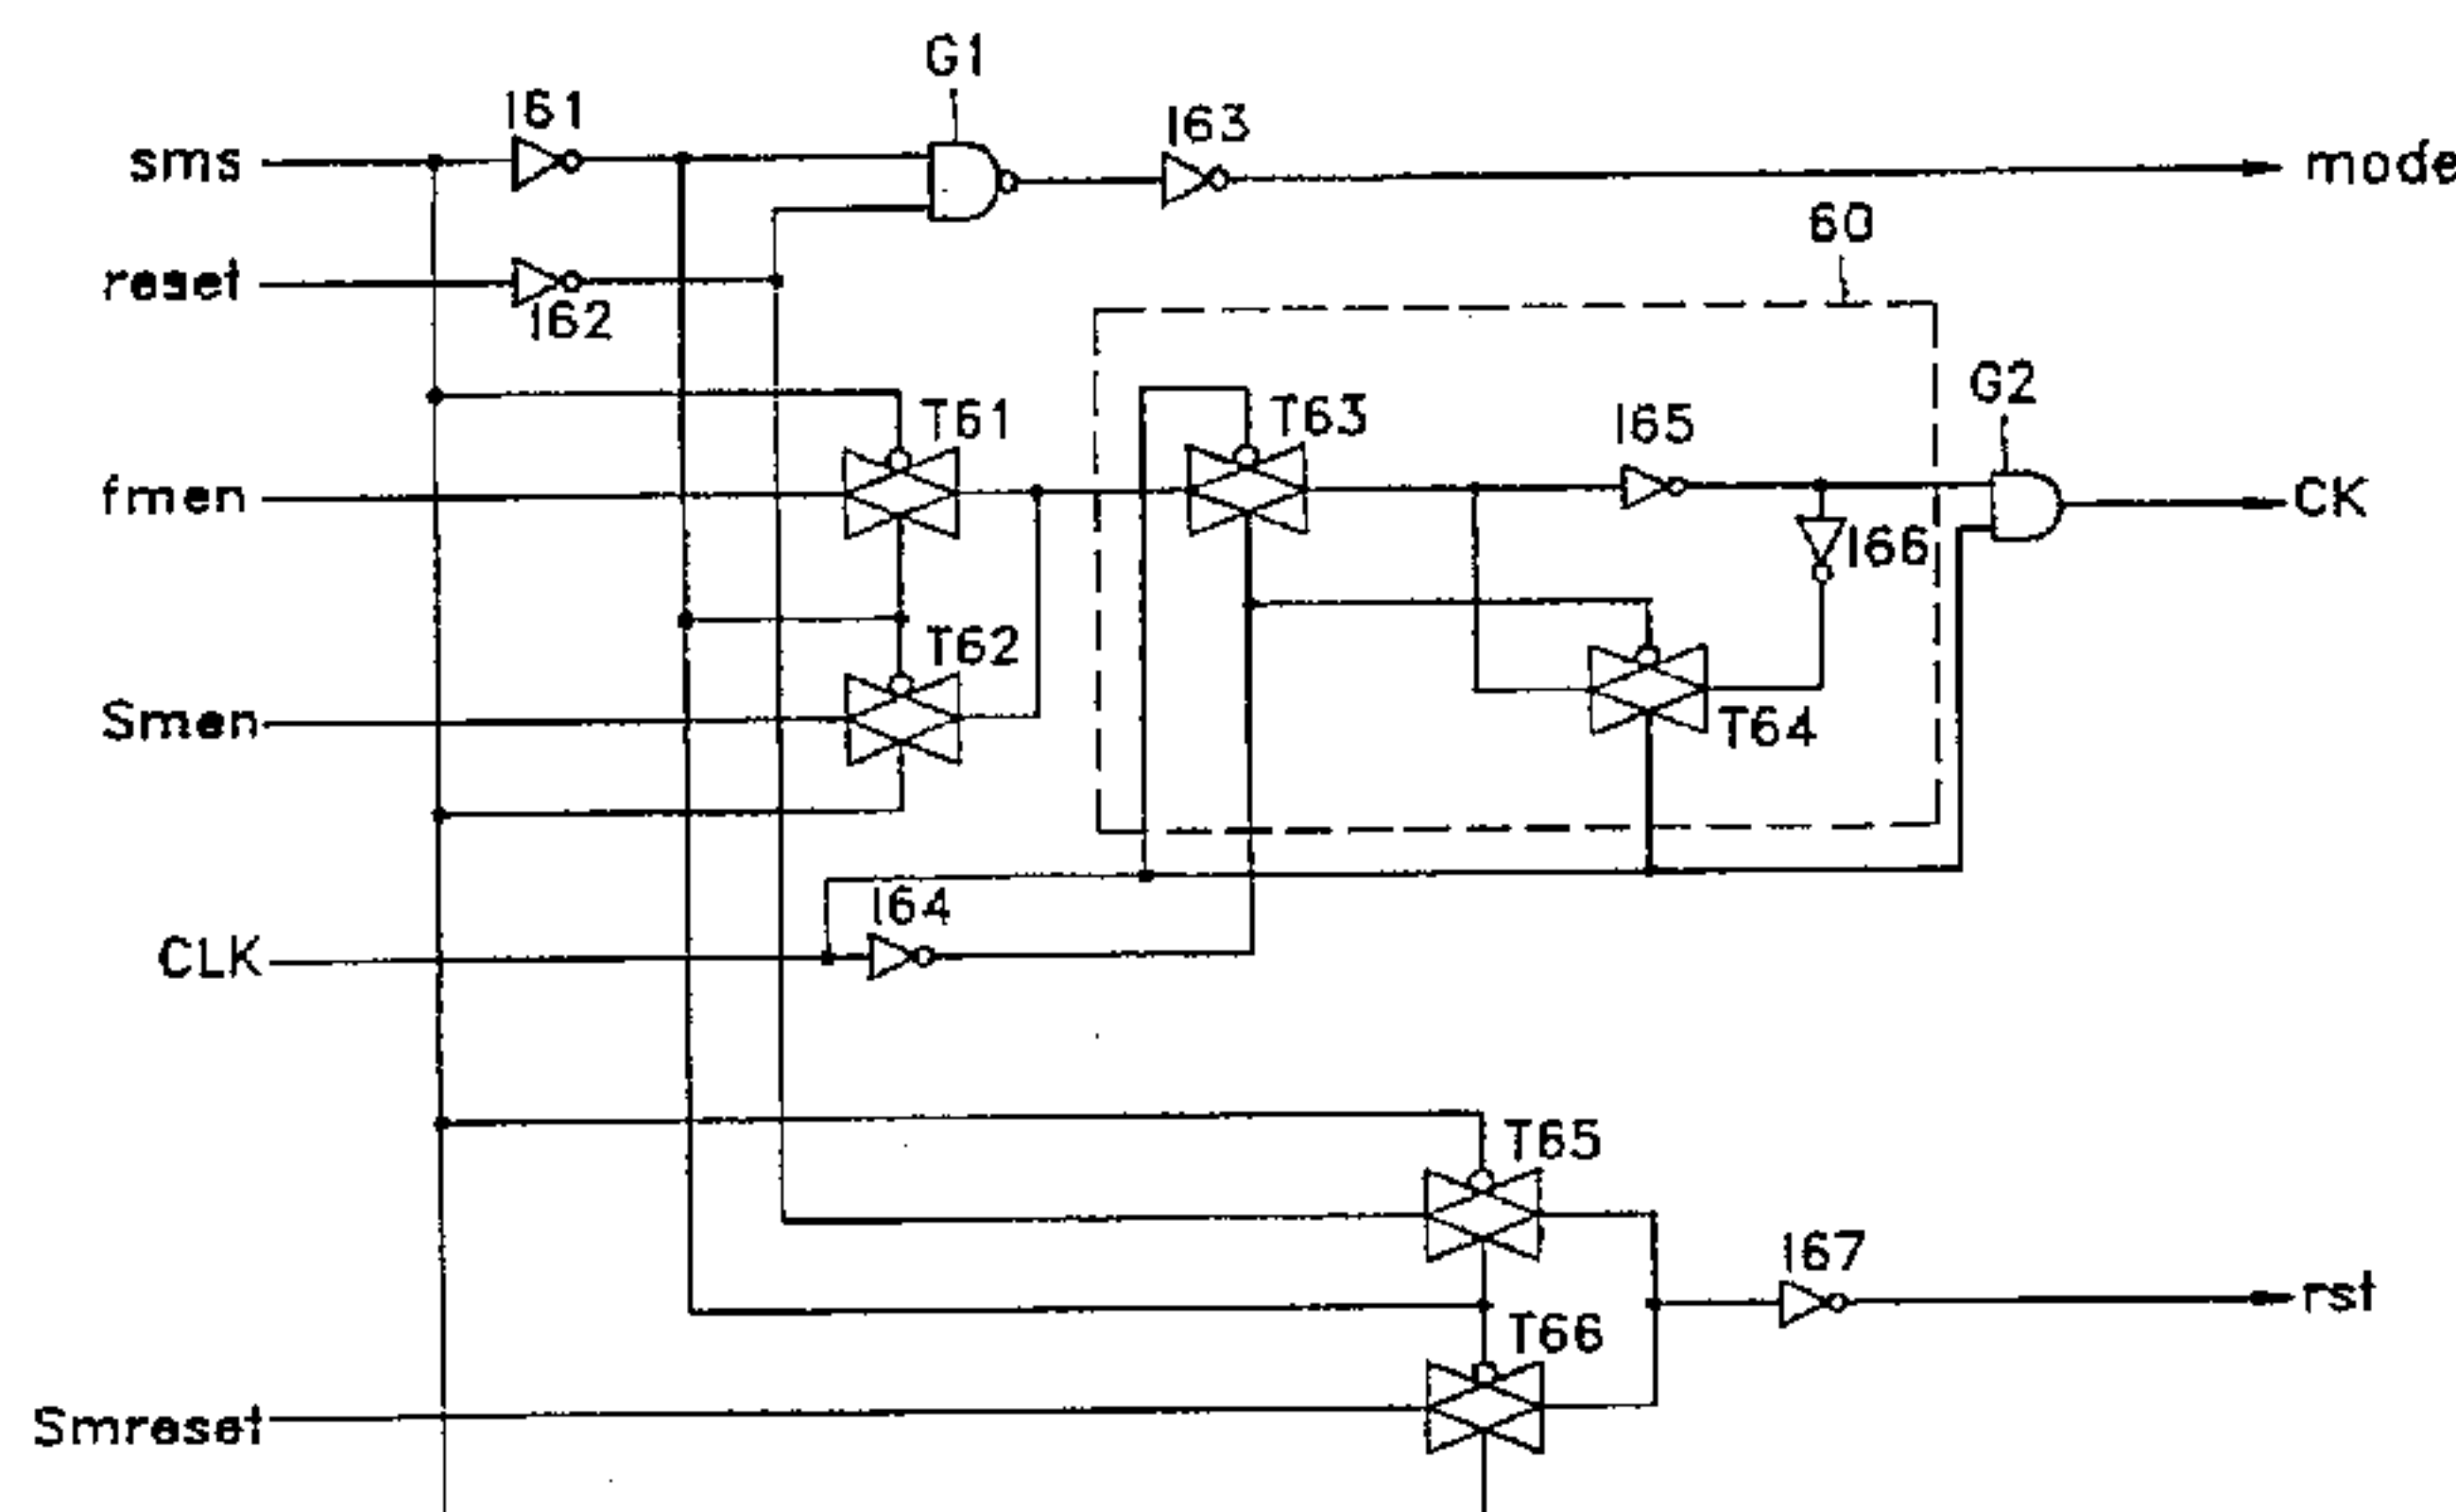 G1
I61
I63
sms
mode
60
reset
I62
G2
T61
T63
I65
fmen
CK
I66
T62
Smen
T64
I64
CLK
T65
I67
rst
T66
Smreset